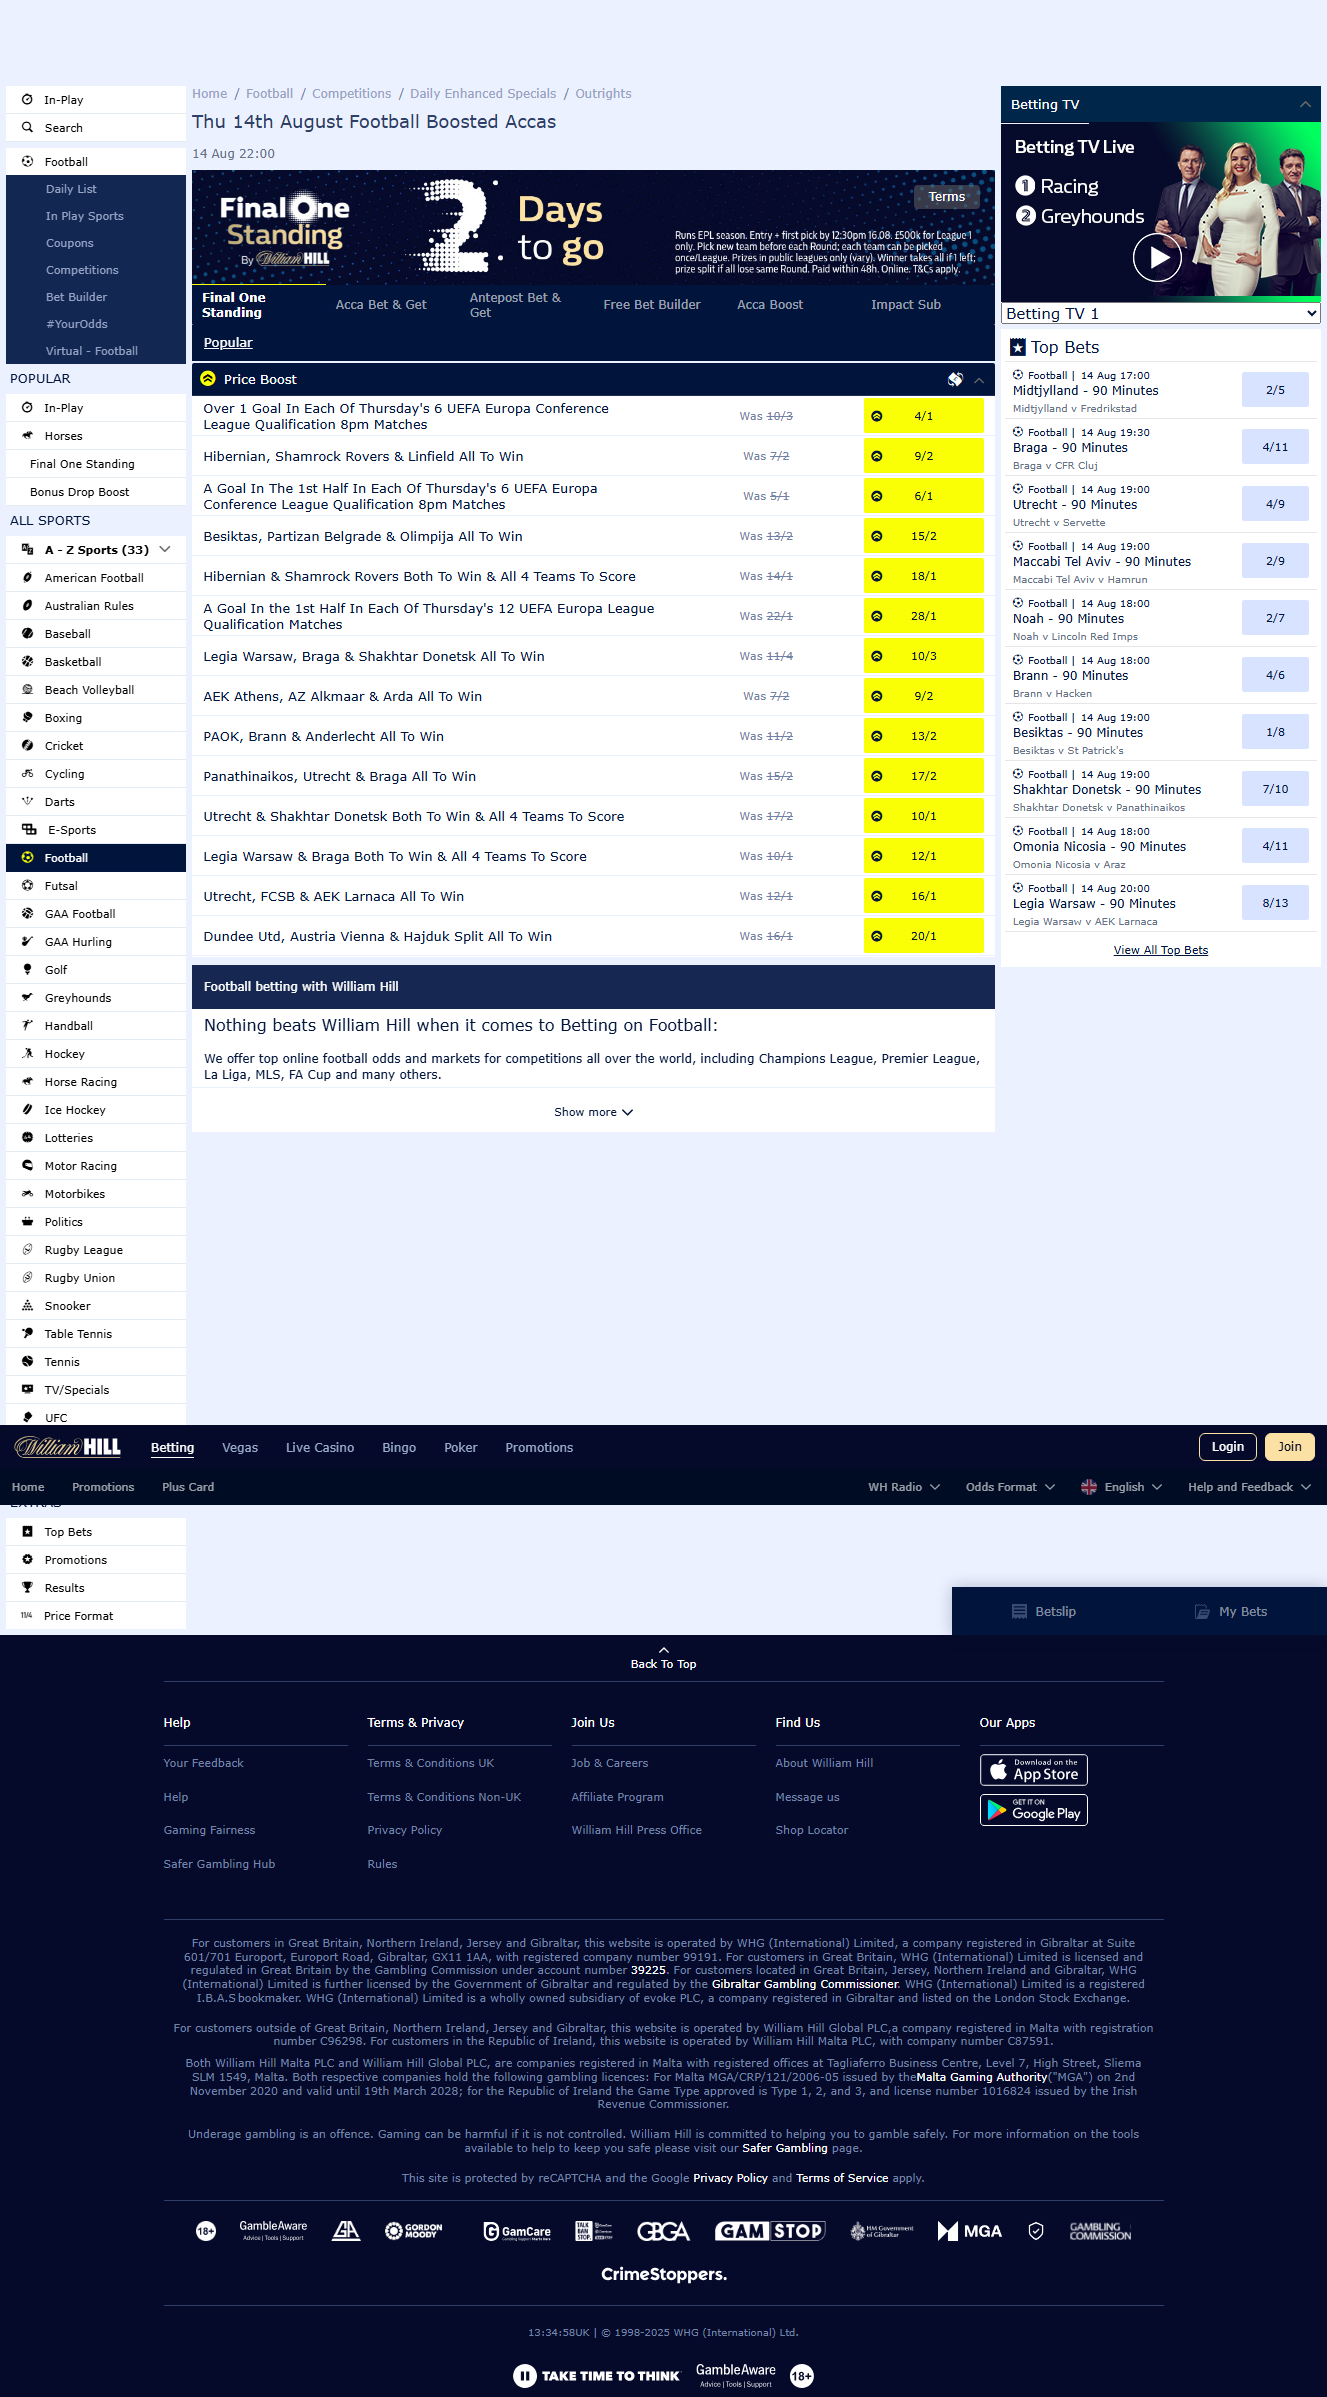 In-Play
Search
Football
Daily List
In Play Sports
Coupons
Competitions
Bet Builder
#YourOdds
Virtual - Football
POPULAR
In-Play
Horses
Final One Standing
Bonus Drop Boost
ALL SPORTS
A - Z Sports (33)
American Football
Australian Rules
Baseball
Basketball
Beach Volleyball
Boxing
Cricket
Cycling
Darts
E-Sports
Football
Futsal
GAA Football
GAA Hurling
Golf
Greyhounds
Handball
Hockey
Horse Racing
Ice Hockey
Lotteries
Motor Racing
Motorbikes
Politics
Rugby League
Rugby Union
Snooker
Table Tennis
Tennis
TV/Specials
UFC
Home / Football / Competitions / Daily Enhanced Specials / Outrights
Thu 14th August Football Boosted Accas
14 Aug 22:00
Final One
Standing
By William HILL
2 Days
to go
Terms
Runs EPL season. Entry + first pick by 12:30pm 16.08. £500k for League 1
only. Pick new team before each Round; each team can be picked
once/League. Prizes in public leagues only (vary). Winner takes all if 1 left;
prize split if all lose same Round. Paid within 48h. Online. T&Cs apply.
Final One
Standing
Acca Bet & Get
Antepost Bet &
Get
Free Bet Builder
Acca Boost
Impact Sub
Popular
Price Boost
Over 1 Goal In Each Of Thursday's 6 UEFA Europa Conference
League Qualification 8pm Matches
Was 10/3
4/1
Hibernian, Shamrock Rovers & Linfield All To Win
Was 7/2
9/2
A Goal In The 1st Half In Each Of Thursday's 6 UEFA Europa
Conference League Qualification 8pm Matches
Was 5/1
6/1
Besiktas, Partizan Belgrade & Olimpija All To Win
Was 13/2
15/2
Hibernian & Shamrock Rovers Both To Win & All 4 Teams To Score
Was 14/1
18/1
A Goal In the 1st Half In Each Of Thursday's 12 UEFA Europa League
Qualification Matches
Was 22/1
28/1
Legia Warsaw, Braga & Shakhtar Donetsk All To Win
Was 11/4
10/3
AEK Athens, AZ Alkmaar & Arda All To Win
Was 7/2
9/2
PAOK, Brann & Anderlecht All To Win
Was 11/2
13/2
Panathinaikos, Utrecht & Braga All To Win
Was 15/2
17/2
Utrecht & Shakhtar Donetsk Both To Win & All 4 Teams To Score
Was 17/2
10/1
Legia Warsaw & Braga Both To Win & All 4 Teams To Score
Was 10/1
12/1
Utrecht, FCSB & AEK Larnaca All To Win
Was 12/1
16/1
Dundee Utd, Austria Vienna & Hajduk Split All To Win
Was 16/1
20/1
Football betting with William Hill
Nothing beats William Hill when it comes to Betting on Football:
We offer top online football odds and markets for competitions all over the world, including Champions League, Premier League,
La Liga, MLS, FA Cup and many others.
Show more
Betting TV
Betting TV Live
1 Racing
2 Greyhounds
Betting TV 1
Top Bets
Football | 14 Aug 17:00
Midtjylland - 90 Minutes
Midtjylland v Fredrikstad
2/5
Football | 14 Aug 19:30
Braga - 90 Minutes
Braga v CFR Cluj
4/11
Football | 14 Aug 19:00
Utrecht - 90 Minutes
Utrecht v Servette
4/9
Football | 14 Aug 19:00
Maccabi Tel Aviv - 90 Minutes
Maccabi Tel Aviv v Hamrun
2/9
Football | 14 Aug 18:00
Noah - 90 Minutes
Noah v Lincoln Red Imps
2/7
Football | 14 Aug 18:00
Brann - 90 Minutes
Brann v Hacken
4/6
Football | 14 Aug 19:00
Besiktas - 90 Minutes
Besiktas v St Patrick's
1/8
Football | 14 Aug 19:00
Shakhtar Donetsk - 90 Minutes
Shakhtar Donetsk v Panathinaikos
7/10
Football | 14 Aug 18:00
Omonia Nicosia - 90 Minutes
Omonia Nicosia v Araz
4/11
Football | 14 Aug 20:00
Legia Warsaw - 90 Minutes
Legia Warsaw v AEK Larnaca
8/13
View All Top Bets
William HILL
Betting
Vegas
Live Casino
Bingo
Poker
Promotions
Login
Join
Home
Promotions
Plus Card
WH Radio
Odds Format
English
Help and Feedback
EXTRAS
Top Bets
Promotions
Results
11/4 Price Format
Betslip
My Bets
Back To Top
Help
Your Feedback
Help
Gaming Fairness
Safer Gambling Hub
Terms & Privacy
Terms & Conditions UK
Terms & Conditions Non-UK
Privacy Policy
Rules
Join Us
Job & Careers
Affiliate Program
William Hill Press Office
Find Us
About William Hill
Message us
Shop Locator
Our Apps
Download on the
App Store
GET IT ON
Google Play
For customers in Great Britain, Northern Ireland, Jersey and Gibraltar, this website is operated by WHG (International) Limited, a company registered in Gibraltar at Suite
601/701 Europort, Europort Road, Gibraltar, GX11 1AA, with registered company number 99191. For customers in Great Britain, WHG (International) Limited is licensed and
regulated in Great Britain by the Gambling Commission under account number 39225. For customers located in Great Britain, Jersey, Northern Ireland and Gibraltar, WHG
(International) Limited is further licensed by the Government of Gibraltar and regulated by the Gibraltar Gambling Commissioner. WHG (International) Limited is a registered
I.B.A.S bookmaker. WHG (International) Limited is a wholly owned subsidiary of evoke PLC, a company registered in Gibraltar and listed on the London Stock Exchange.
For customers outside of Great Britain, Northern Ireland, Jersey and Gibraltar, this website is operated by William Hill Global PLC,a company registered in Malta with registration
number C96298. For customers in the Republic of Ireland, this website is operated by William Hill Malta PLC, with company number C87591.
Both William Hill Malta PLC and William Hill Global PLC, are companies registered in Malta with registered offices at Tagliaferro Business Centre, Level 7, High Street, Sliema
SLM 1549, Malta. Both respective companies hold the following gambling licences: For Malta MGA/CRP/121/2006-05 issued by theMalta Gaming Authority("MGA") on 2nd
November 2020 and valid until 19th March 2028; for the Republic of Ireland the Game Type approved is Type 1, 2, and 3, and license number 1016824 issued by the Irish
Revenue Commissioner.
Underage gambling is an offence. Gaming can be harmful if it is not controlled. William Hill is committed to helping you to gamble safely. For more information on the tools
available to help to keep you safe please visit our Safer Gambling page.
This site is protected by reCAPTCHA and the Google Privacy Policy and Terms of Service apply.
18+
GambleAware
Advice | Tools | Support
GA
GORDON
MOODY
GamCare
TALK
BAN
STOP
GBGA
GAMSTOP
HM Government
of Gibraltar
MGA
GAMBLING
COMMISSION
CrimeStoppers.
13:34:58UK | © 1998-2025 WHG (International) Ltd.
TAKE TIME TO THINK
GambleAware
Advice | Tools | Support
18+